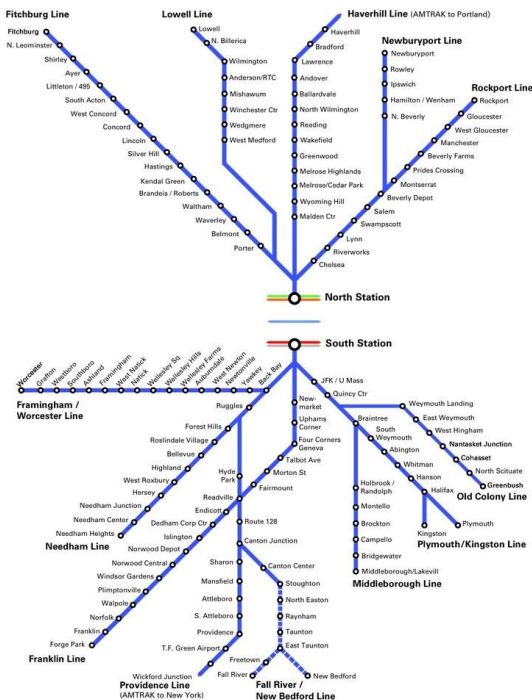 Fitchburg Line
Fitchburg
N. Leominster
Shirley
Ayer
Littleton / 495
South Acton
West Concord
Concord
Lincoln
Silver Hill
Hastings
Kendal Green
Brandeis / Roberts
Waltham
Waverley
Belmont
Porter
Lowell Line
Lowell
N. Billerica
Wilmington
Anderson/RTC
Mishawum
Winchester Ctr
Wedgmere
West Medford
Haverhill Line (AMTRAK to Portland)
Haverhill
Bradford
Lawrence
Andover
Ballardvale
North Wilmington
Reading
Wakefield
Greenwood
Melrose Highlands
Melrose/Cedar Park
Wyoming Hill
Malden Ctr
Newburyport Line
Newburyport
Rowley
Ipswich
Hamilton / Wenham
N. Beverly
Rockport Line
Rockport
Gloucester
West Gloucester
Manchester
Beverly Farms
Prides Crossing
Montserrat
Beverly Depot
Salem
Swampscott
Lynn
Riverworks
Chelsea
North Station
South Station
Worcester
Grafton
Westboro
Southboro
Ashland
Framingham
West Natick
Natick
Wellesley Sq
Wellesley Hills
Wellesley Farms
Auburndale
West Newton
Newtonville
Yawkey
Back Bay
Framingham /
Worcester Line
Ruggles
Forest Hills
Roslindale Village
Bellevue
Highland
West Roxbury
Hersey
Needham Junction
Needham Center
Needham Heights
Needham Line
New-
market
Uphams
Corner
Four Corners
Geneva
Talbot Ave
Morton St
Fairmount
Hyde
Park
Readville
Endicott
Dedham Corp Ctr
Islington
Norwood Depot
Norwood Central
Windsor Gardens
Plimptonville
Walpole
Norfolk
Franklin
Forge Park
Franklin Line
Route 128
Canton Junction
Sharon
Mansfield
Attleboro
S. Attleboro
Providence
T.F. Green Airport
Wickford Junction
Providence Line
(AMTRAK to New York)
Canton Center
Stoughton
North Easton
Raynham
Taunton
East Taunton
Freetown
Fall River
New Bedford
Fall River /
New Bedford Line
JFK / U Mass
Quincy Ctr
Braintree
Holbrook /
Randolph
Montello
Brockton
Campello
Bridgewater
Middleborough/Lakevill
Middleborough Line
South
Weymouth
Abington
Whitman
Hanson
Halifax
Kingston
Plymouth
Plymouth/Kingston Line
Weymouth Landing
East Weymouth
West Hingham
Nantasket Junction
Cohasset
North Scituate
Greenbush
Old Colony Line